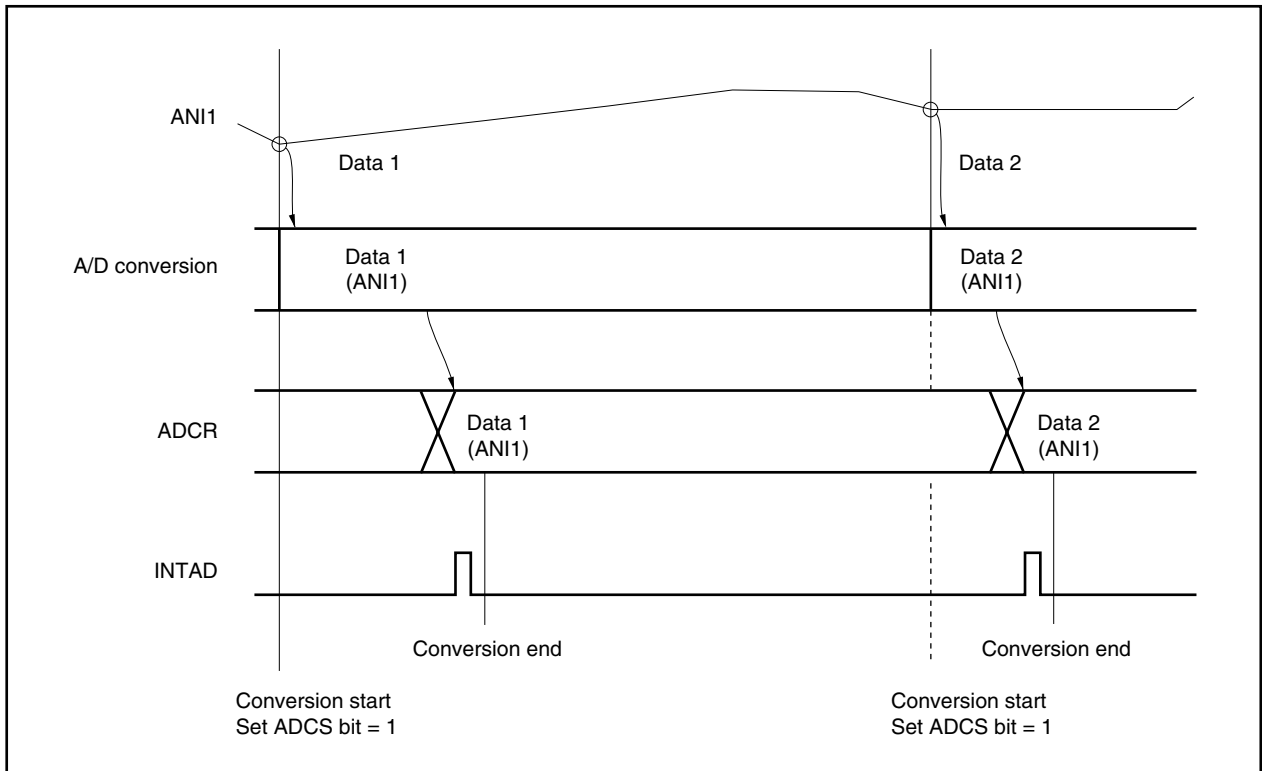 ANI1
Data 1
Data 2
A/D conversion
Data 1
(ANI1)
Data 2
(ANI1)
ADCR
Data 1
(ANI1)
Data 2
(ANI1)
INTAD
Conversion end
Conversion end
Conversion start
Set ADCS bit = 1
Conversion start
Set ADCS bit = 1